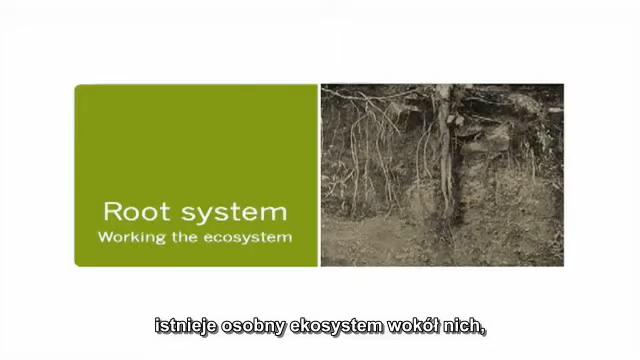 Root system
Working the ecosystem
istnieje osobny ekosystem wokół nich,